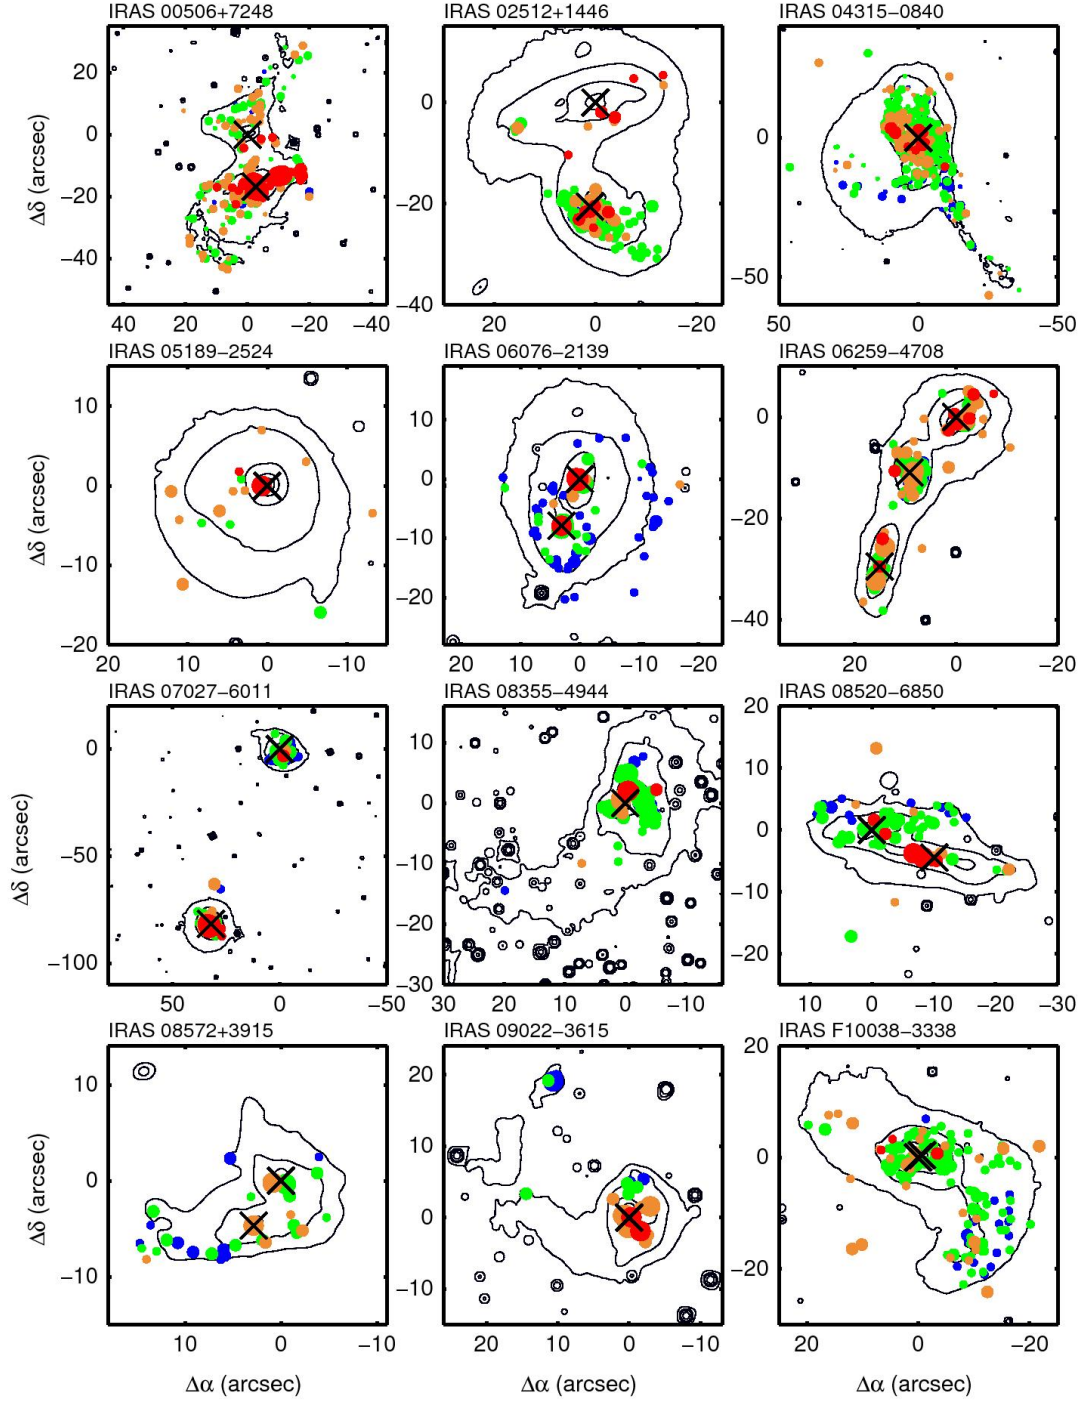 IRAS 00506+7248
IRAS 02512+1446
IRAS 04315−0840
20
0
−20
−40
0
−20
−40
0
−50
Δδ (arcsec)
40 20 0 −20 −40
20 0 −20
50 0 −50
IRAS 05189−2524
IRAS 06076−2139
IRAS 06259−4708
10
0
−10
−20
10
0
−10
−20
0
−20
−40
Δδ (arcsec)
20 10 0 −10
20 10 0 −10 −20
20 0 −20
IRAS 07027−6011
IRAS 08355−4944
IRAS 08520−6850
0
−50
−100
10
0
−10
−20
−30
20
10
0
−10
−20
Δδ (arcsec)
50 0 −50
30 20 10 0 −10
10 0 −10 −20 −30
IRAS 08572+3915
IRAS 09022−3615
IRAS F10038−3338
10
0
−10
20
10
0
−10
20
0
−20
Δδ (arcsec)
10 0 −10
20 10 0 −10
20 0 −20
Δα (arcsec)
Δα (arcsec)
Δα (arcsec)